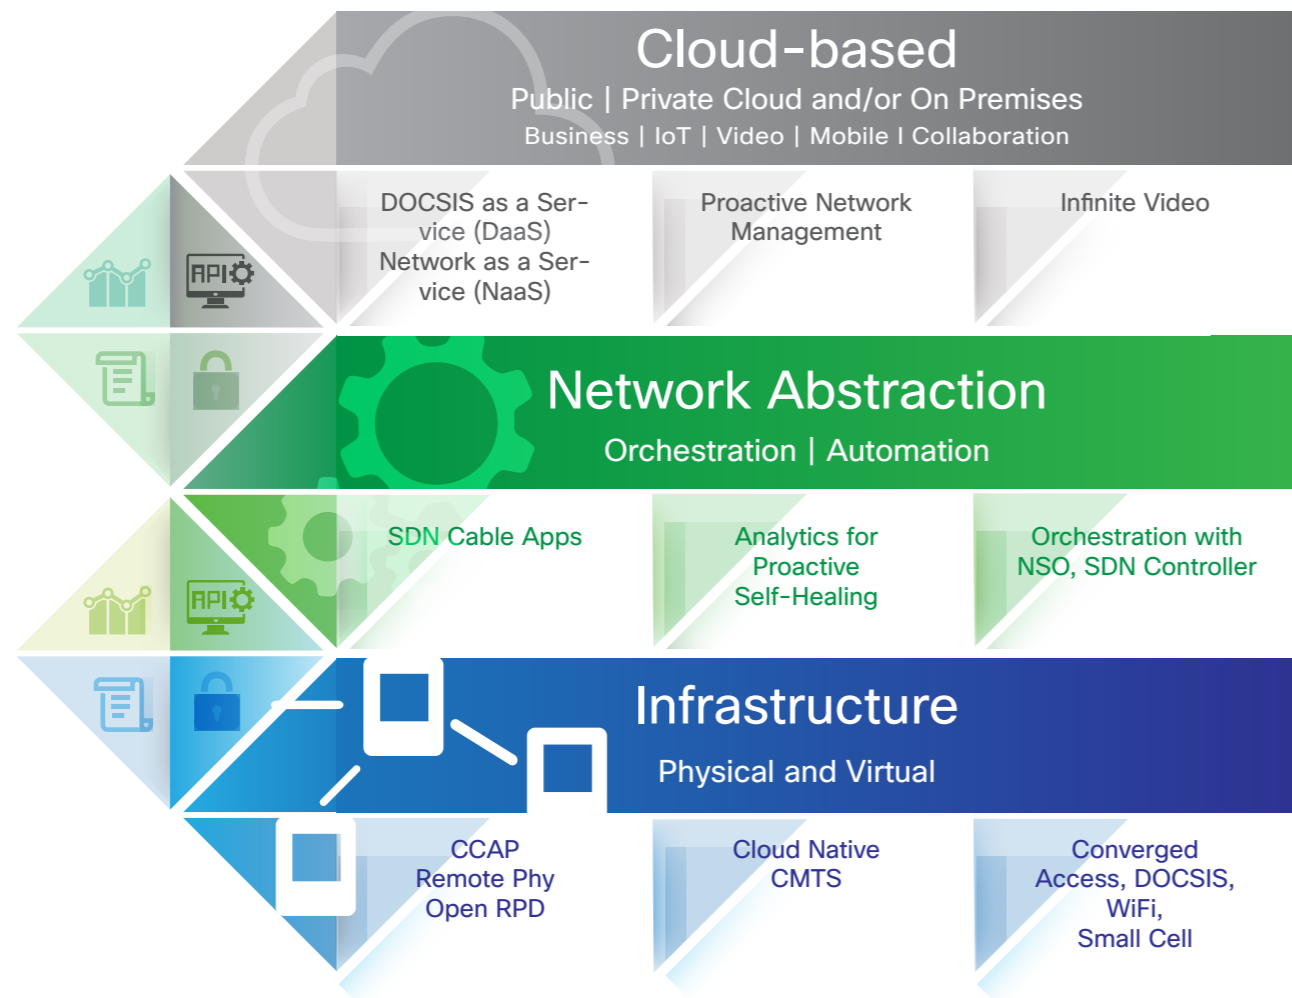 Cloud-based
Public | Private Cloud and/or On Premises
Business | IoT | Video | Mobile I Collaboration
DOCSIS as a Ser-
vice (DaaS)
Network as a Ser-
vice (NaaS)
Proactive Network
Management
Infinite Video
API
Network Abstraction
Orchestration | Automation
SDN Cable Apps
Analytics for
Proactive
Self-Healing
Orchestration with
NSO, SDN Controller
API
Infrastructure
Physical and Virtual
CCAP
Remote Phy
Open RPD
Cloud Native
CMTS
Converged
Access, DOCSIS,
WiFi,
Small Cell